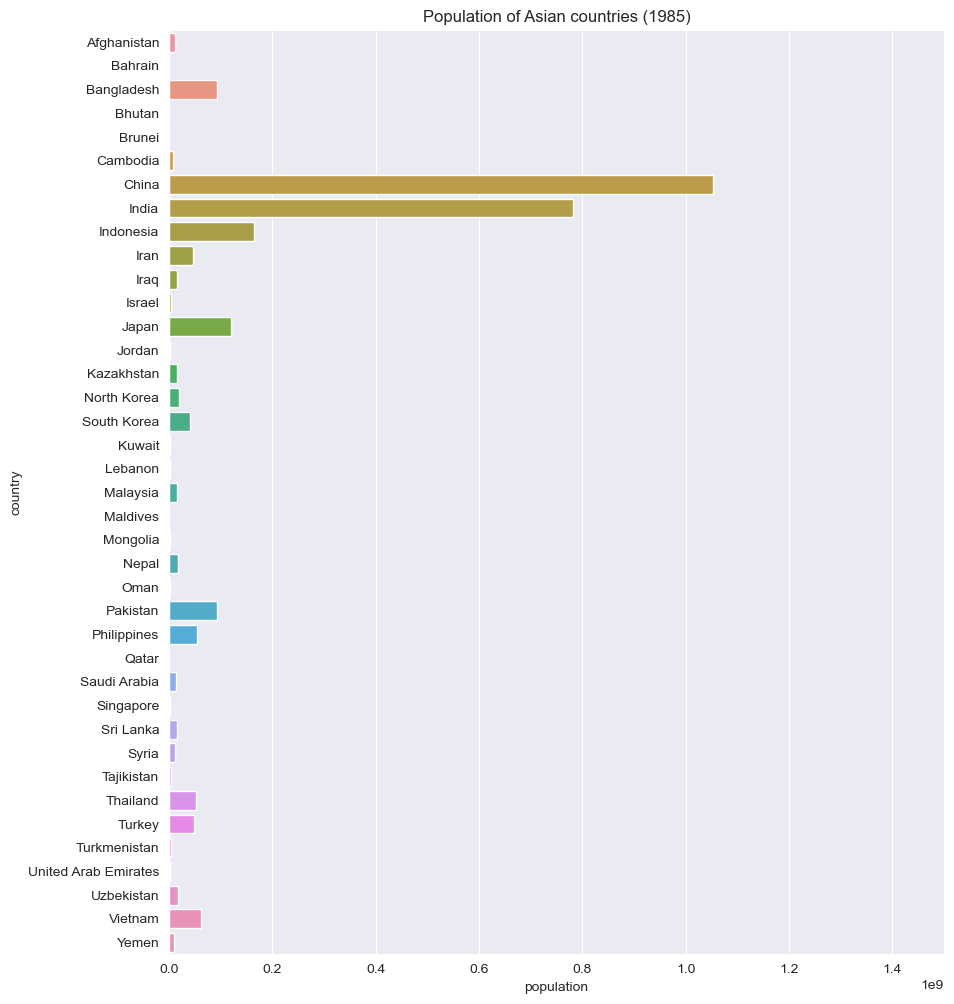 Population of Asian countries (1985)
Afghanistan
Bahrain
Bangladesh
Bhutan
Brunei
Cambodia
China
India
Indonesia
Iran
Iraq
Israel
Japan
Jordan
Kazakhstan
North Korea
South Korea
Kuwait
Lebanon
Malaysia
Maldives
Mongolia
Nepal
Oman
Pakistan
Philippines
Qatar
Saudi Arabia
Singapore
Sri Lanka
Syria
Tajikistan
Thailand
Turkey
Turkmenistan
United Arab Emirates
Uzbekistan
Vietnam
Yemen
country
0.0 0.2 0.4 0.6 0.8 1.0 1.2 1.4
1e9
population